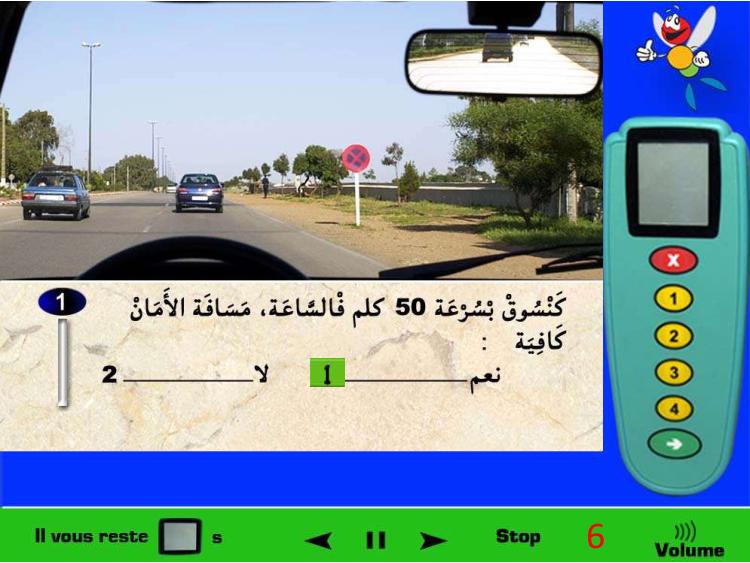 X
1
2
3
4
1
كَنْسُوقْ بْسُرْعَة 50 كلم فْالسَّاعَة، مَسَافَة الأَمَانْ
كَافِيَة :
نعم 1 لا 2
Il vous reste s
Stop
6
Volume